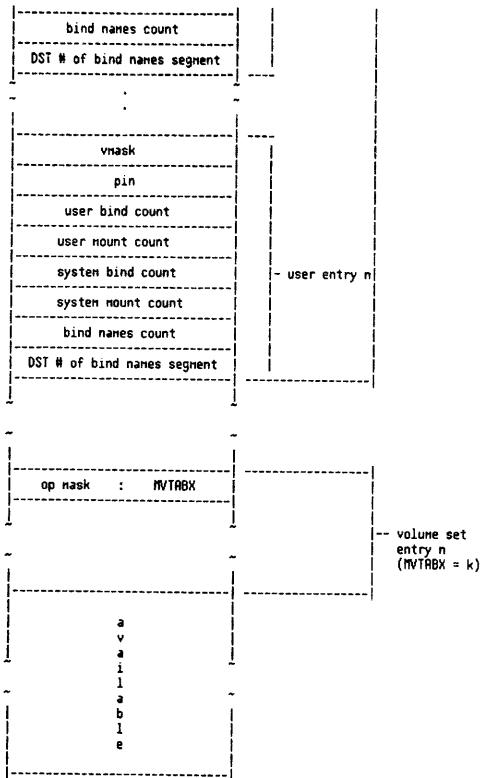 bind names count
DST # of bind names segment
vmask
pin
user bind count
user mount count
system bind count
- user entry n
system mount count
bind names count
DST # of bind names segment
op mask : MVTABX
-- volume set
entry n
(MVTABX = k)
a
v
a
i
l
a
b
l
e